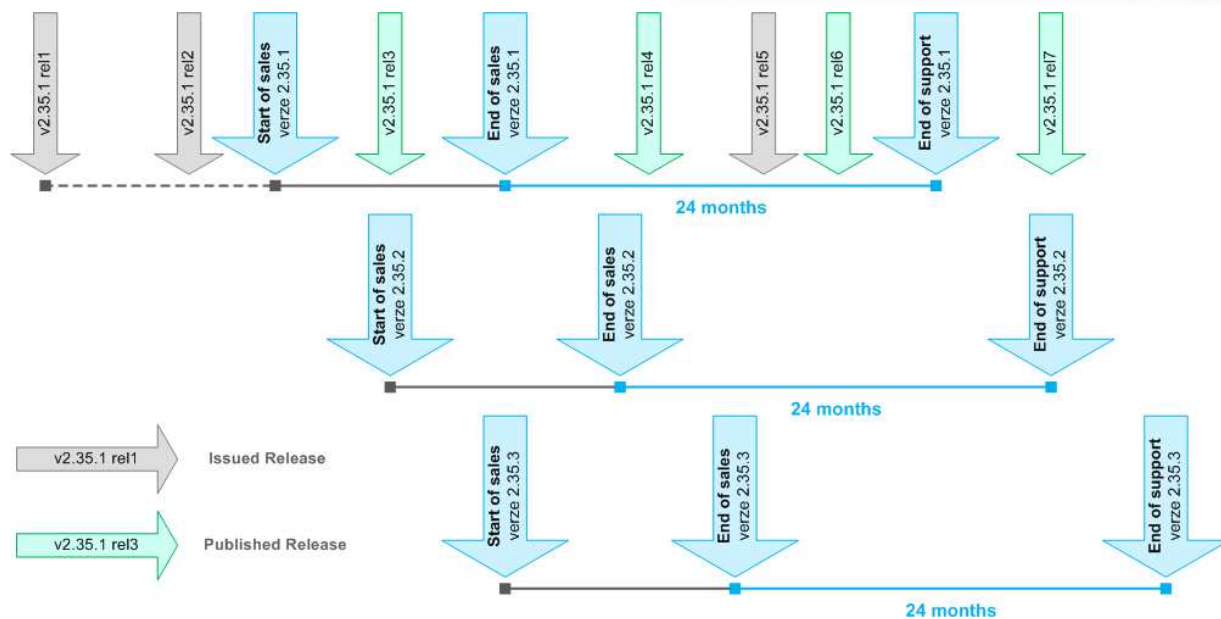 v2.35.1 rel1
v2.35.1 rel2
Start of sales
verze 2.35.1
v2.35.1 rel3
End of sales
verze 2.35.1
v2.35.1 rel4
v2.35.1 rel5
v2.35.1 rel6
End of support
verze 2.35.1
v2.35.1 rel7
24 months
Start of sales
verze 2.35.2
End of sales
verze 2.35.2
End of support
verze 2.35.2
24 months
v2.35.1 rel1
Issued Release
v2.35.1 rel3
Published Release
Start of sales
verze 2.35.3
End of sales
verze 2.35.3
End of support
verze 2.35.3
24 months